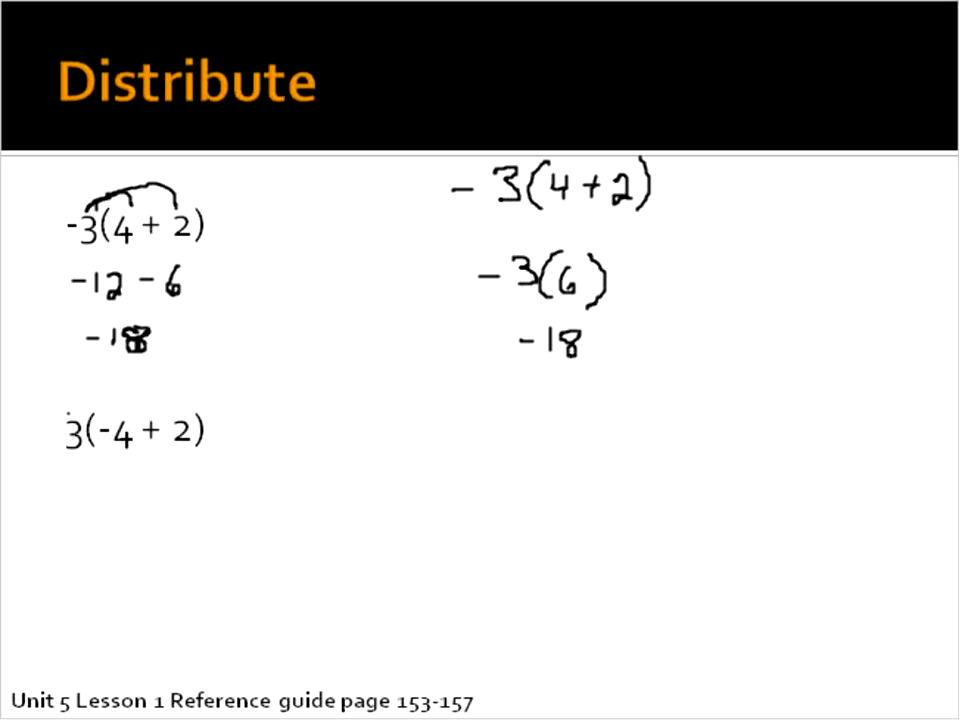 Distribute
-3(4 + 2)
-12 - 6
-18
- 3(4+2)
- 3(6)
-18
3(-4 + 2)
Unit 5 Lesson 1 Reference guide page 153-157